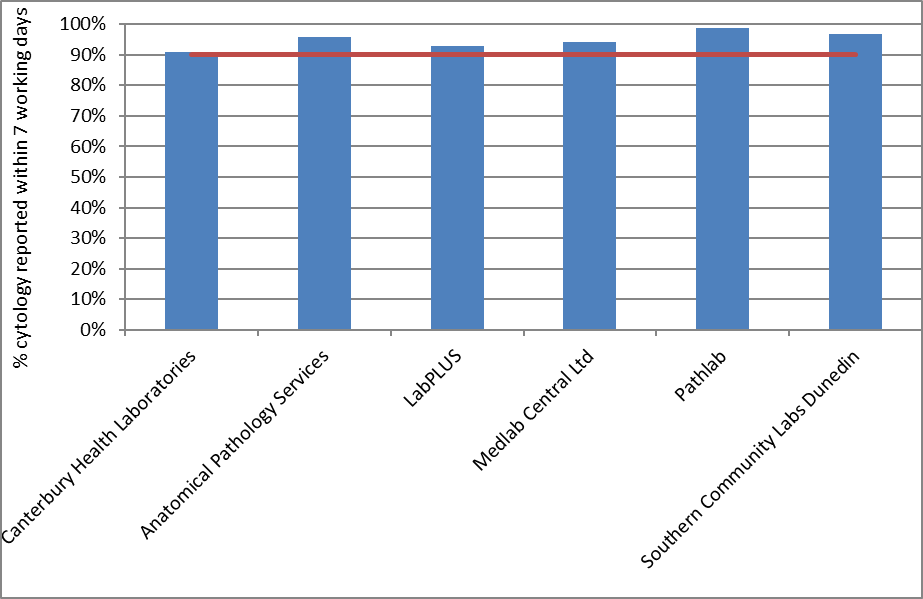 % cytology reported within 7 working days
100%
90%
80%
70%
60%
50%
40%
30%
20%
10%
0%
Canterbury Health Laboratories
Anatomical Pathology Services
LabPLUS
Medlab Central Ltd
Pathlab
Southern Community Labs Dunedin